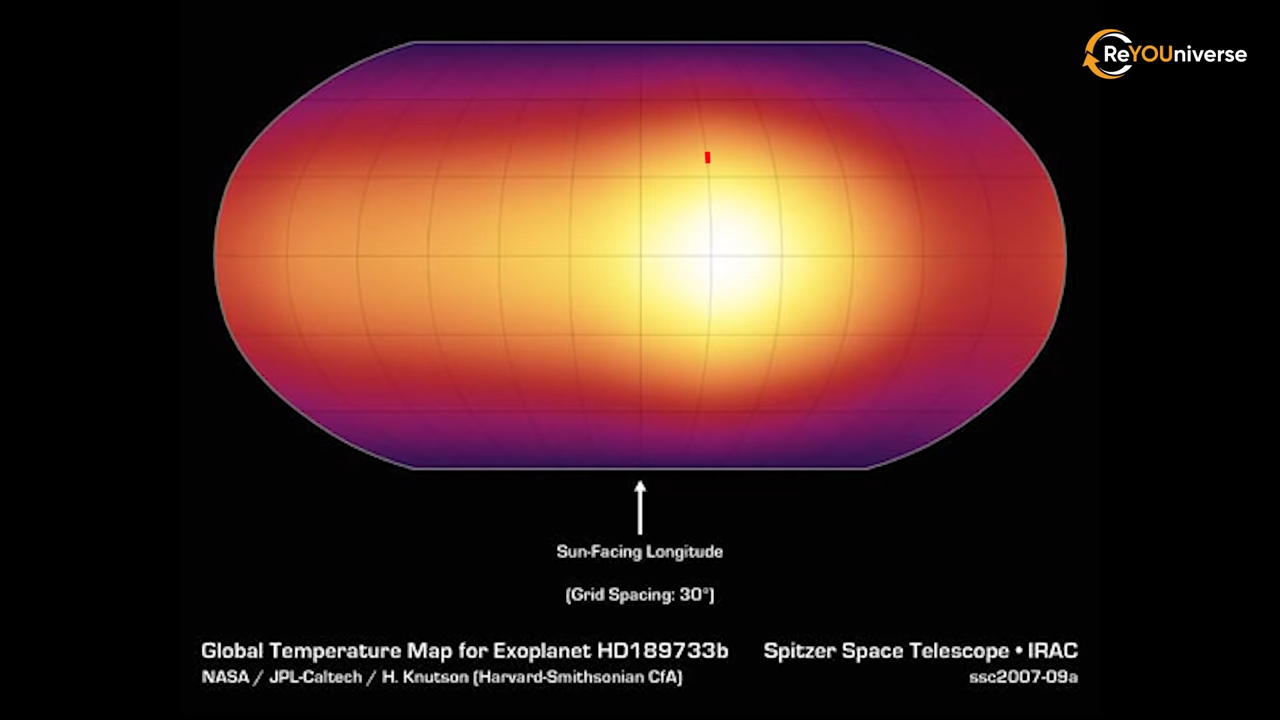 ReYOUniverse
Sun-Facing Longitude
(Grid Spacing: 30°)
Global Temperature Map for Exoplanet HD189733b
Spitzer Space Telescope • IRAC
NASA / JPL-Caltech / H. Knutson (Harvard-Smithsonian CfA)
ssc2007-09a